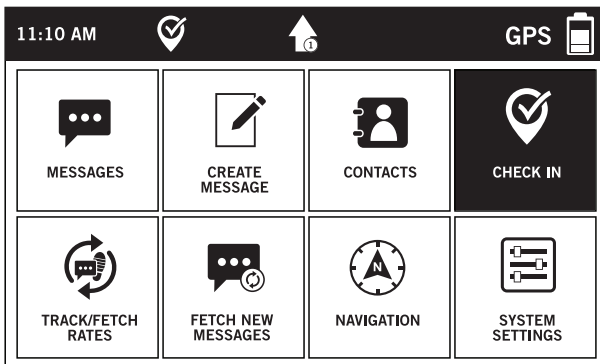 11:10 AM
1
GPS
MESSAGES
CREATE
MESSAGE
CONTACTS
CHECK IN
TRACK/FETCH
RATES
FETCH NEW
MESSAGES
N
NAVIGATION
SYSTEM
SETTINGS